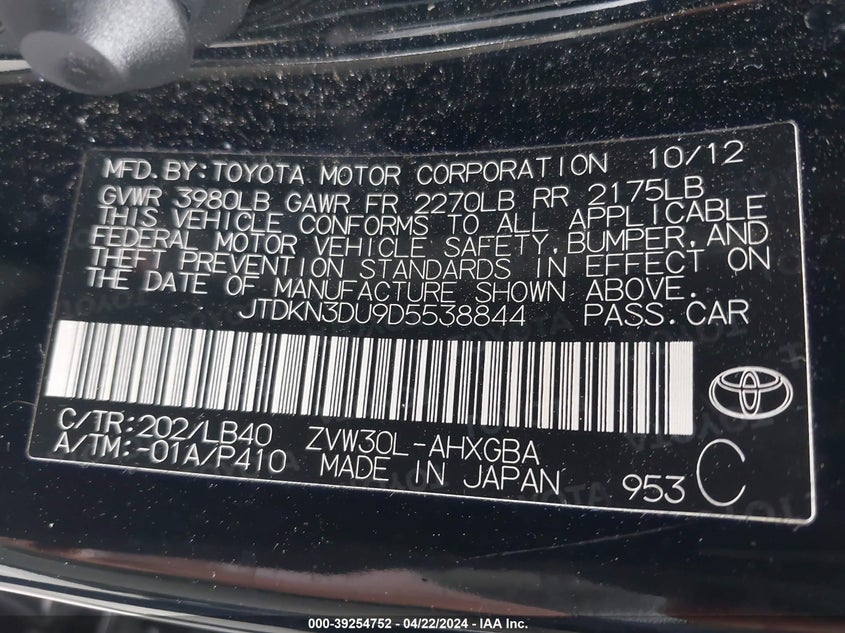 MFD.BY:TOYOTA MOTOR CORPORATION 10/12
GVWR 3980LB GAWR FR 2270LB RR 2175LB
THIS VEHICLE CONFORMS TO ALL APPLICABLE
FEDERAL MOTOR VEHICLE SAFETY,BUMPER,AND
THEFT PREVENTION STANDARDS IN EFFECT ON
THE DATE OF MANUFACTURE SHOWN ABOVE.
JTDKN3DU9D5538844 PASS.CAR
C/TR:202/LB40 ZVW30L-AHXGBA
A/TM:-01A/P410 MADE IN JAPAN 953 C
000-39254752 - 04/22/2024 - IAA Inc.